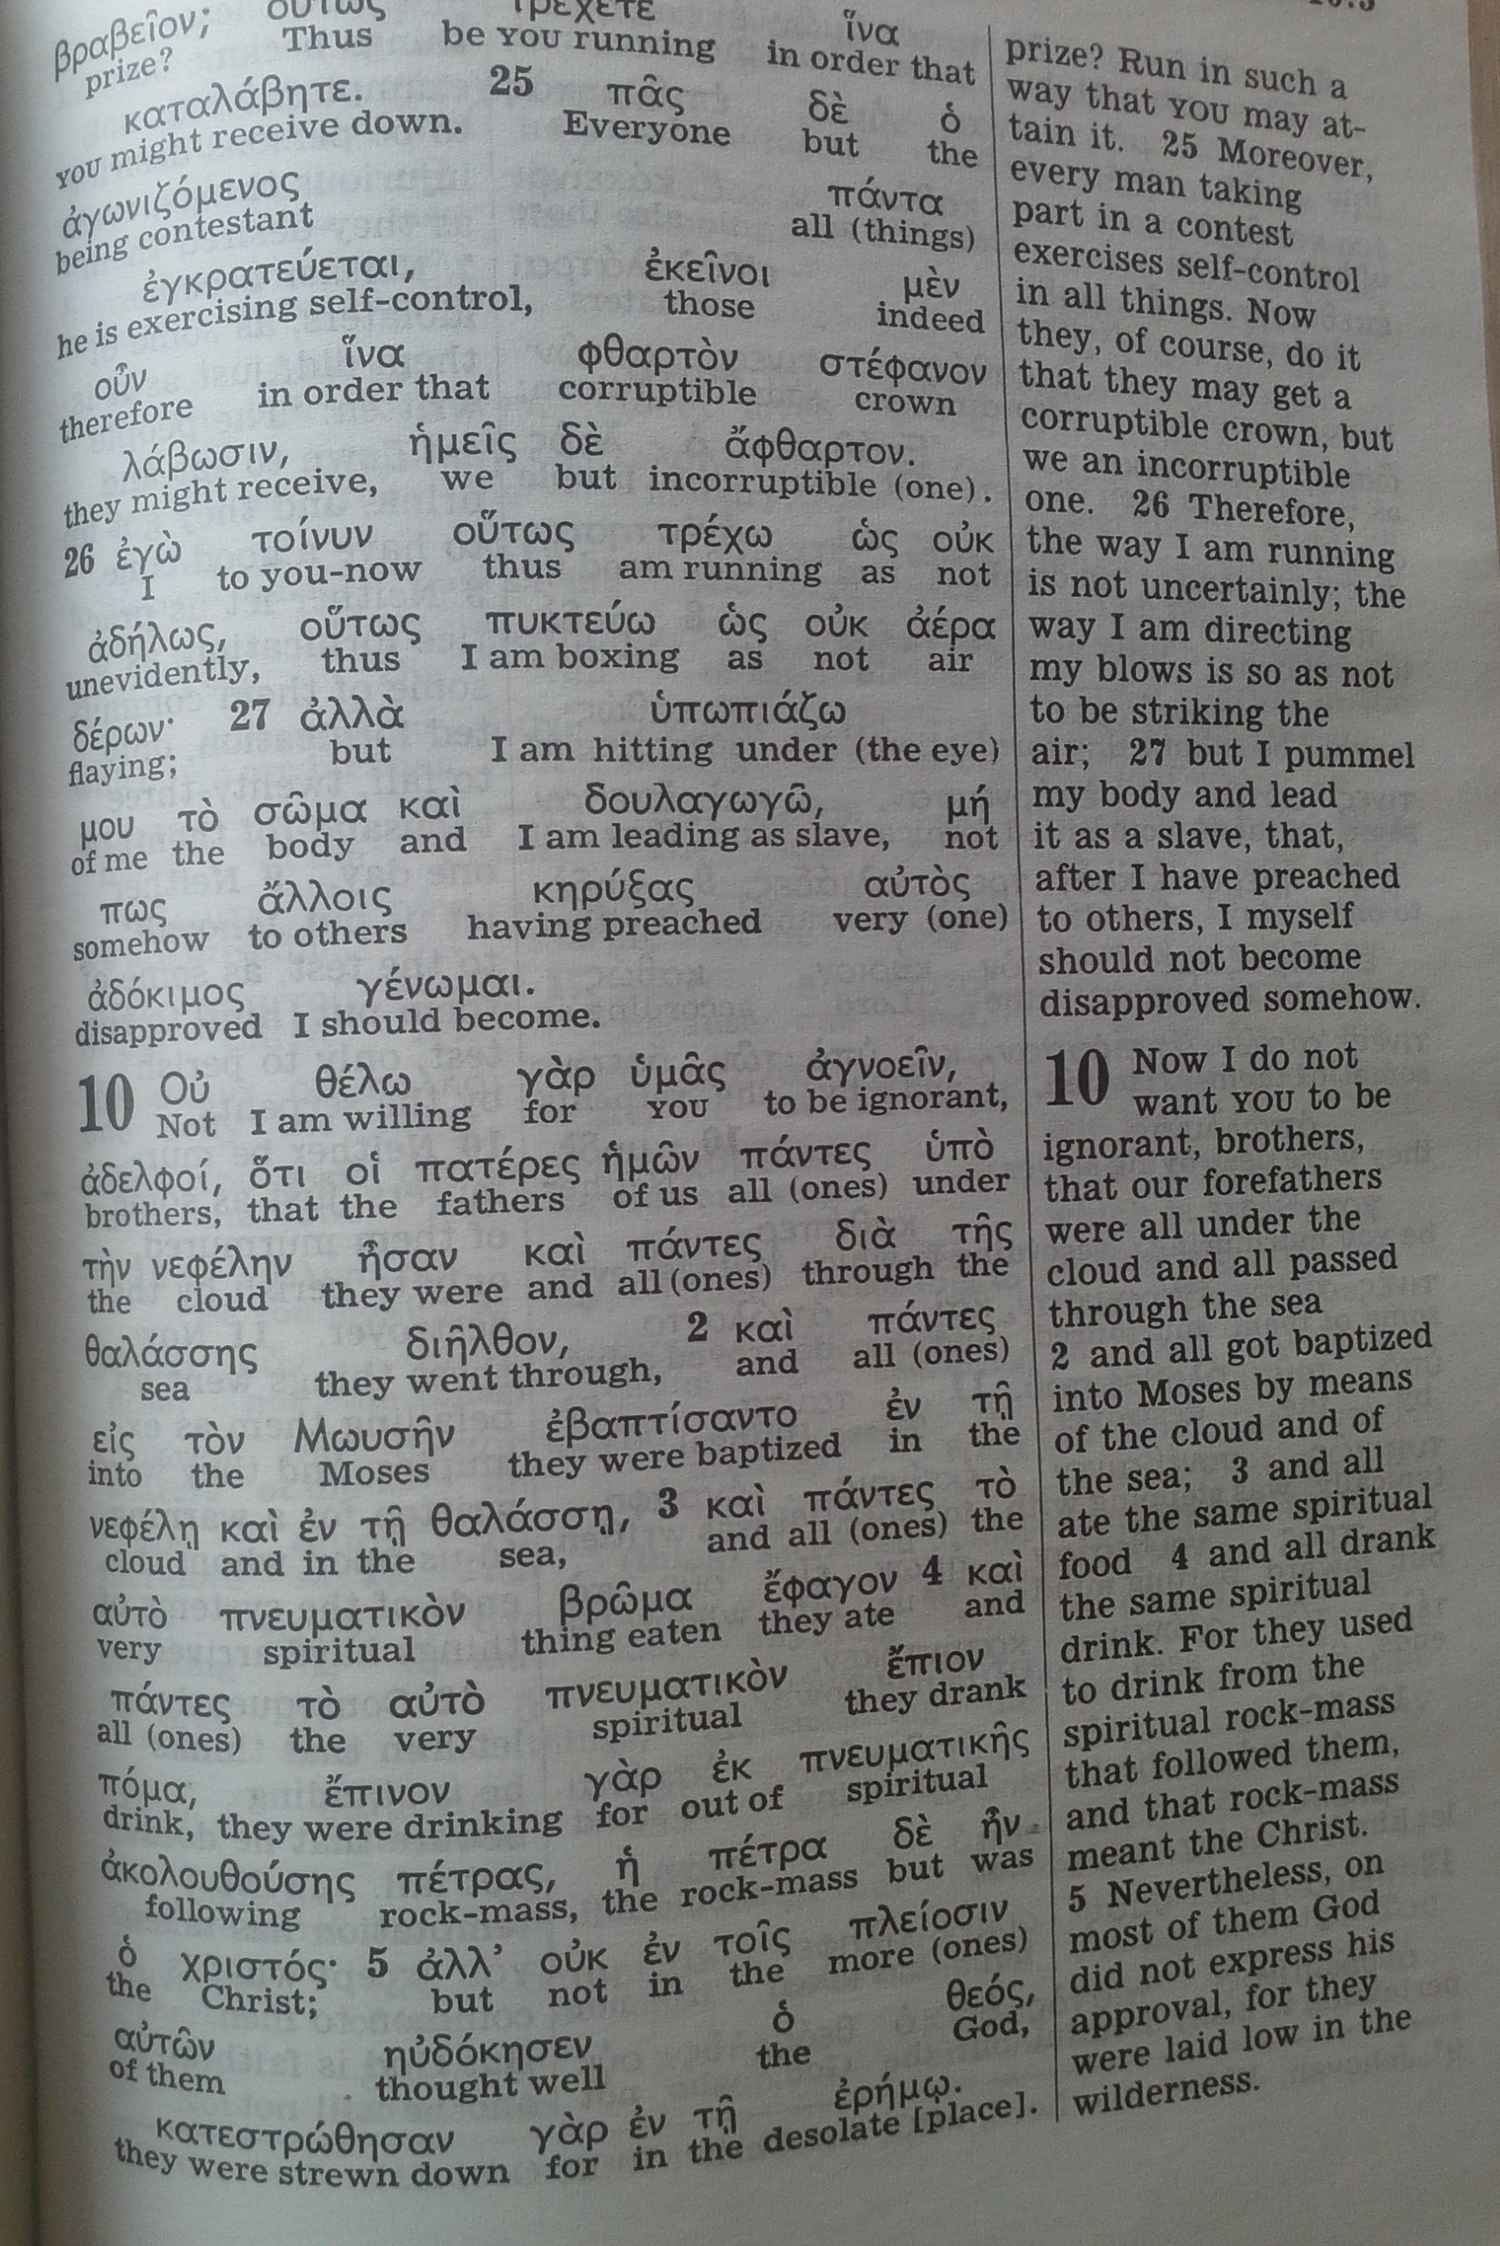 10:5
βραβεῖον; οὕτως τρέχετε ἵνα
prize? Thus be YOU running in order that
καταλάβητε. 25 πᾶς δὲ ὁ
YOU might receive down. Everyone but the
ἀγωνιζόμενος πάντα
being contestant all (things)
ἐγκρατεύεται, ἐκεῖνοι μὲν
he is exercising self-control, those indeed
οὖν ἵνα φθαρτὸν στέφανον
therefore in order that corruptible crown
λάβωσιν, ἡμεῖς δὲ ἄφθαρτον.
they might receive, we but incorruptible (one).
26 ἐγὼ τοίνυν οὕτως τρέχω ὡς οὐκ
I to you-now thus am running as not
ἀδήλως, οὕτως πυκτεύω ὡς οὐκ ἀέρα
unevidently, thus I am boxing as not air
δέρων· 27 ἀλλὰ ὑπωπιάζω
flaying; but I am hitting under (the eye)
μου τὸ σῶμα καὶ δουλαγωγῶ, μή
of me the body and I am leading as slave, not
πως ἄλλοις κηρύξας αὐτὸς
somehow to others having preached very (one)
ἀδόκιμος γένωμαι.
disapproved I should become.
10 Οὐ θέλω γὰρ ὑμᾶς ἀγνοεῖν,
Not I am willing for YOU to be ignorant,
ἀδελφοί, ὅτι οἱ πατέρες ἡμῶν πάντες ὑπὸ
brothers, that the fathers of us all (ones) under
τὴν νεφέλην ἦσαν καὶ πάντες διὰ τῆς
the cloud they were and all (ones) through the
θαλάσσης διῆλθον, 2 καὶ πάντες
sea they went through, and all (ones)
εἰς τὸν Μωυσῆν ἐβαπτίσαντο ἐν τῇ
into the Moses they were baptized in the
νεφέλῃ καὶ ἐν τῇ θαλάσσῃ, 3 καὶ πάντες τὸ
cloud and in the sea, and all (ones) the
αὐτὸ πνευματικὸν βρῶμα ἔφαγον 4 καὶ
very spiritual thing eaten they ate and
πάντες τὸ αὐτὸ πνευματικὸν ἔπιον
all (ones) the very spiritual they drank
πόμα, ἔπινον γὰρ ἐκ πνευματικῆς
drink, they were drinking for out of spiritual
ἀκολουθούσης πέτρας, ἡ πέτρα δὲ ἦν
following rock-mass, the rock-mass but was
ὁ χριστός· 5 ἀλλ’ οὐκ ἐν τοῖς πλείοσιν
the Christ; but not in the more (ones)
αὐτῶν ηὐδόκησεν ὁ θεός,
of them thought well the God,
κατεστρώθησαν γὰρ ἐν τῇ ἐρήμῳ.
they were strewn down for in the desolate [place].
prize? Run in such a
way that YOU may at-
tain it. 25 Moreover,
every man taking
part in a contest
exercises self-control
in all things. Now
they, of course, do it
that they may get a
corruptible crown, but
we an incorruptible
one. 26 Therefore,
the way I am running
is not uncertainly; the
way I am directing
my blows is so as not
to be striking the
air; 27 but I pummel
my body and lead
it as a slave, that,
after I have preached
to others, I myself
should not become
disapproved somehow.
10 Now I do not
want YOU to be
ignorant, brothers,
that our forefathers
were all under the
cloud and all passed
through the sea
2 and all got baptized
into Moses by means
of the cloud and of
the sea; 3 and all
ate the same spiritual
food 4 and all drank
the same spiritual
drink. For they used
to drink from the
spiritual rock-mass
that followed them,
and that rock-mass
meant the Christ.
5 Nevertheless, on
most of them God
did not express his
approval, for they
were laid low in the
wilderness.